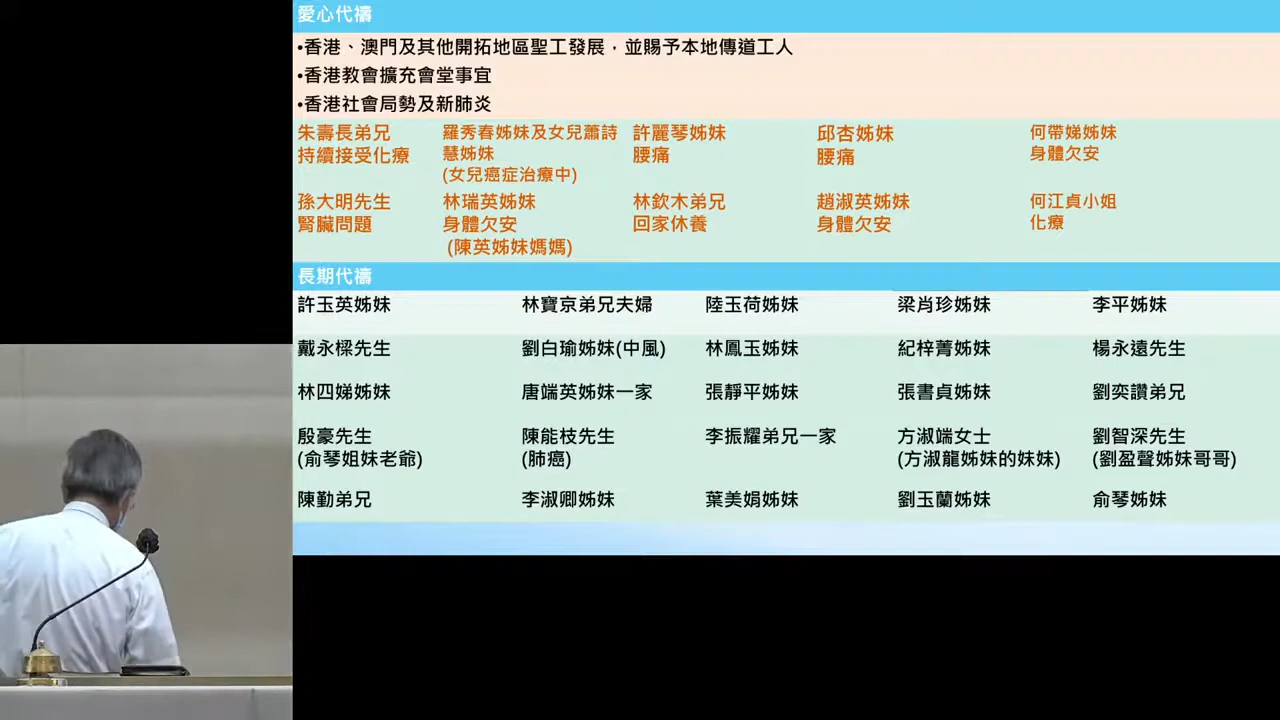 愛心代禱
•香港、澳門及其他開拓地區聖工發展，並賜予本地傳道工人
•香港教會擴充會堂事宜
•香港社會局勢及新肺炎
朱壽長弟兄
持續接受化療
羅秀春姊妹及女兒蕭詩
慧姊妹
(女兒癌症治療中)
許麗琴姊妹
腰痛
邱杏姊妹
腰痛
何帶娣姊妹
身體欠安
孫大明先生
腎臟問題
林瑞英姊妹
身體欠安
(陳英姊妹媽媽)
林欽木弟兄
回家休養
趙淑英姊妹
身體欠安
何江貞小姐
化療
長期代禱
許玉英姊妹 林寶京弟兄夫婦 陸玉荷姊妹 梁肖珍姊妹 李平姊妹
戴永樑先生 劉白瑜姊妹(中風) 林鳳玉姊妹 紀梓菁姊妹 楊永遠先生
林四娣姊妹 唐端英姊妹一家 張靜平姊妹 張書貞姊妹 劉奕讚弟兄
殷豪先生
(俞琴姐妹老爺)
陳能枝先生
(肺癌)
李振耀弟兄一家
方淑端女士
(方淑龍姊妹的妹妹)
劉智深先生
(劉盈聲姊妹哥哥)
陳勤弟兄 李淑卿姊妹 葉美娟姊妹 劉玉蘭姊妹 俞琴姊妹